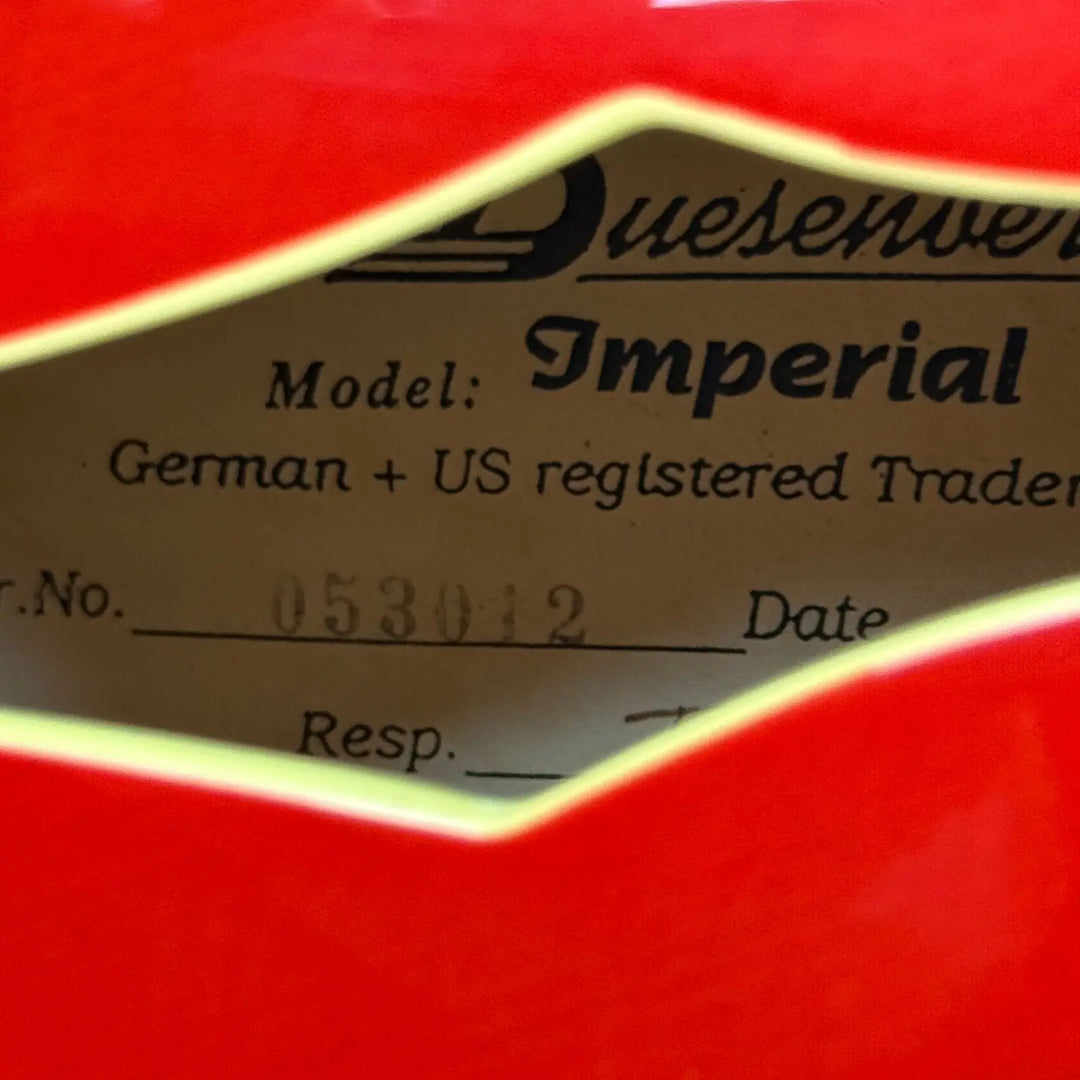 Duesenber
Model: Imperial
German + US registered Trader
r.No. 053012 Date
Resp.